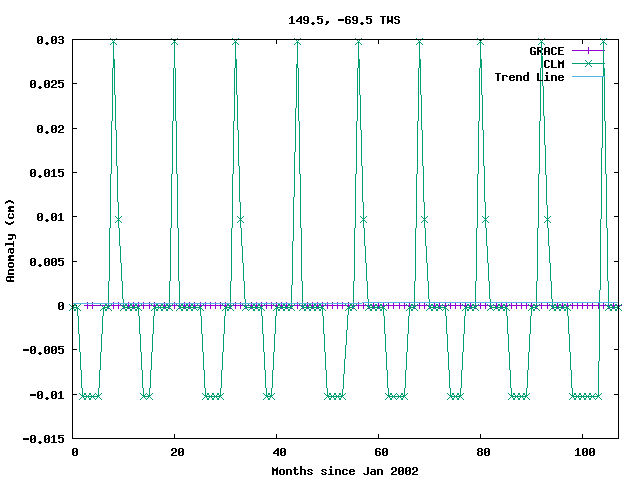 149.5, -69.5 TWS
0.03
GRACE
CLM
Trend Line
0.025
0.02
0.015
0.01
0.005
0
-0.005
-0.01
-0.015
Anomaly (cm)
0 20 40 60 80 100
Months since Jan 2002